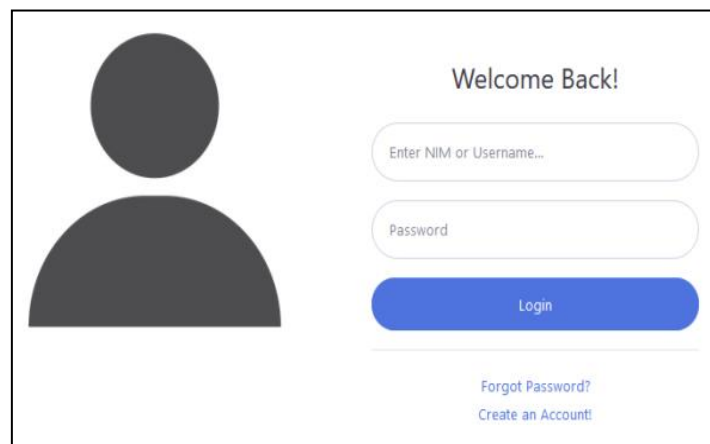 Welcome Back!
Enter NIM or Username...
Password
Login
Forgot Password?
Create an Account!